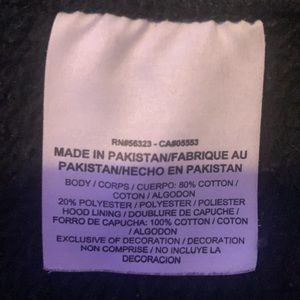 RN#56323 - CA#05553
MADE IN PAKISTAN/FABRIQUE AU
PAKISTAN/HECHO EN PAKISTAN
BODY / CORPS / CUERPO: 80% COTTON /
COTON / ALGODON
20% POLYESTER / POLYESTER / POLIESTER
HOOD LINING / DOUBLURE DE CAPUCHE /
FORRO DE CAPUCHA: 100% COTTON / COTON
/ ALGODON
EXCLUSIVE OF DECORATION / DECORATION
NON COMPRISE / NO INCLUYE LA
DECORACION